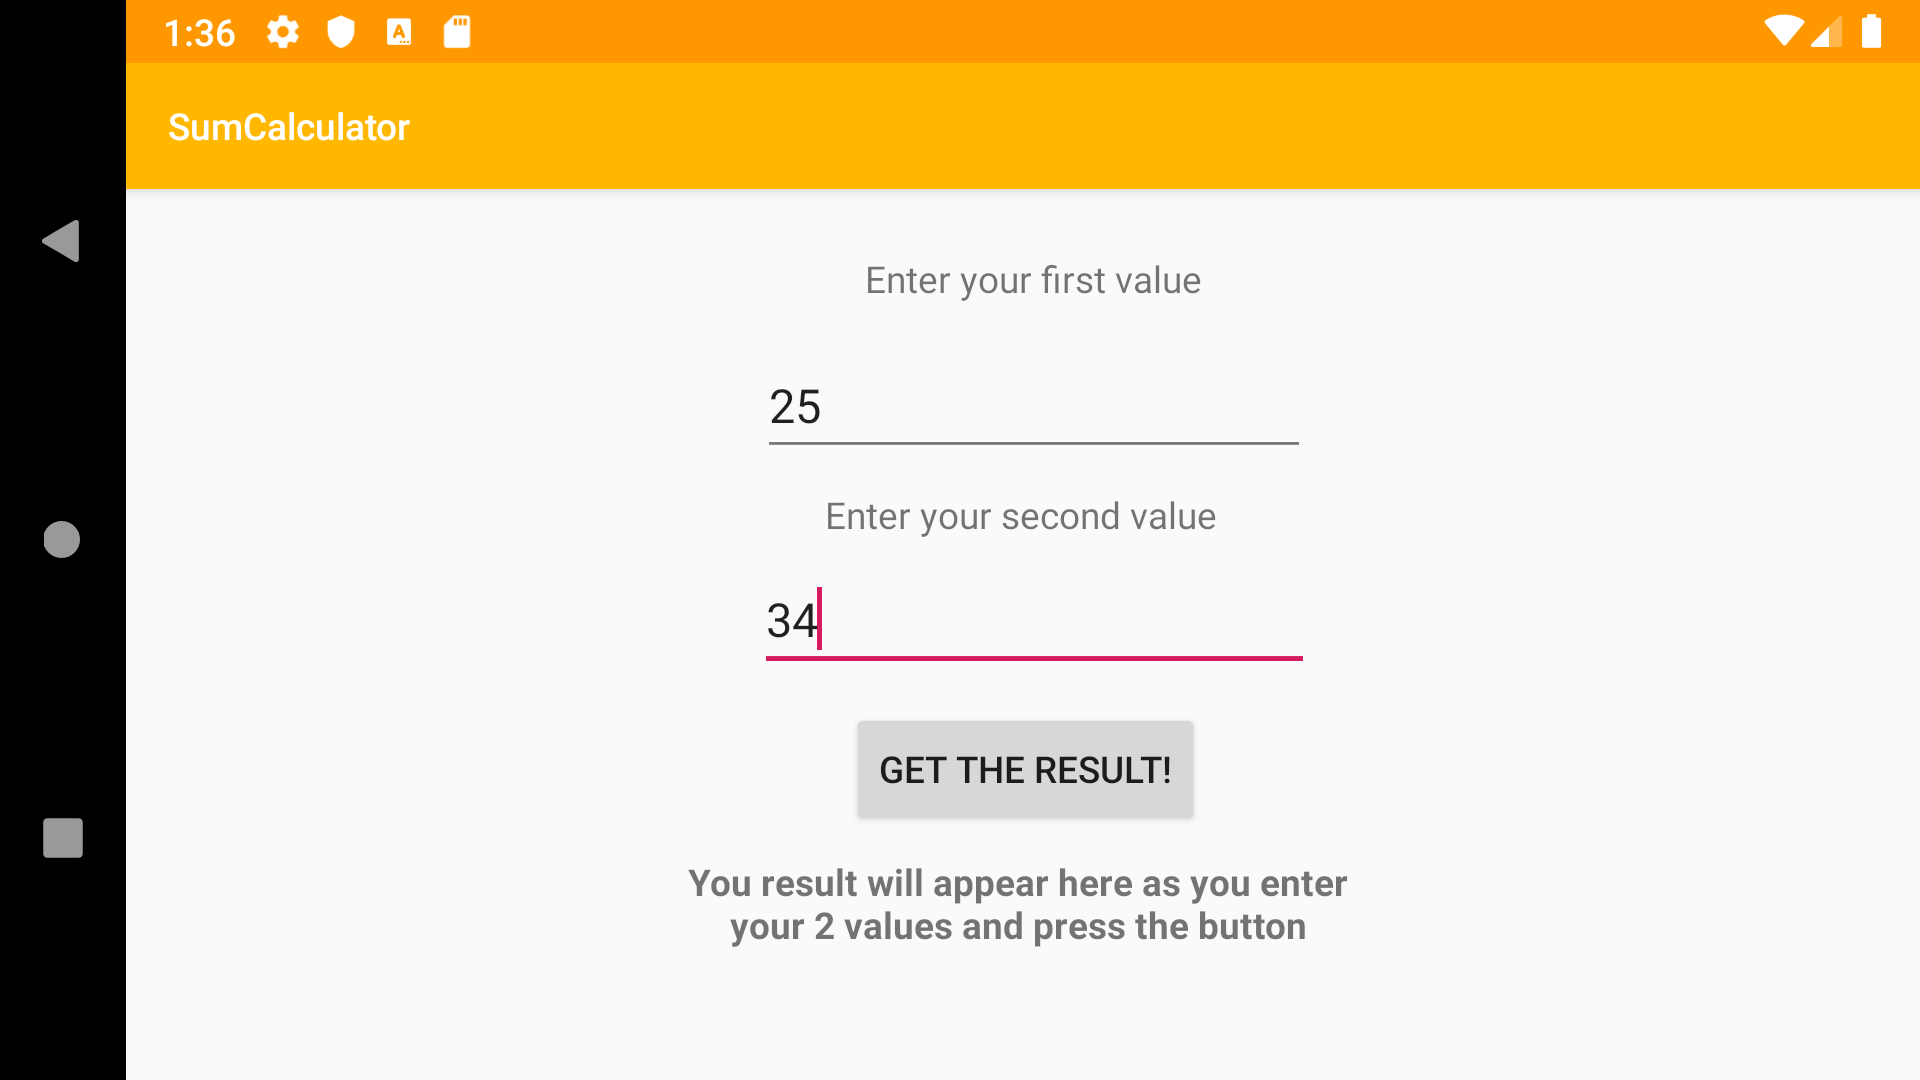 1:36
SumCalculator
Enter your first value
25
Enter your second value
34
GET THE RESULT!
You result will appear here as you enter
your 2 values and press the button